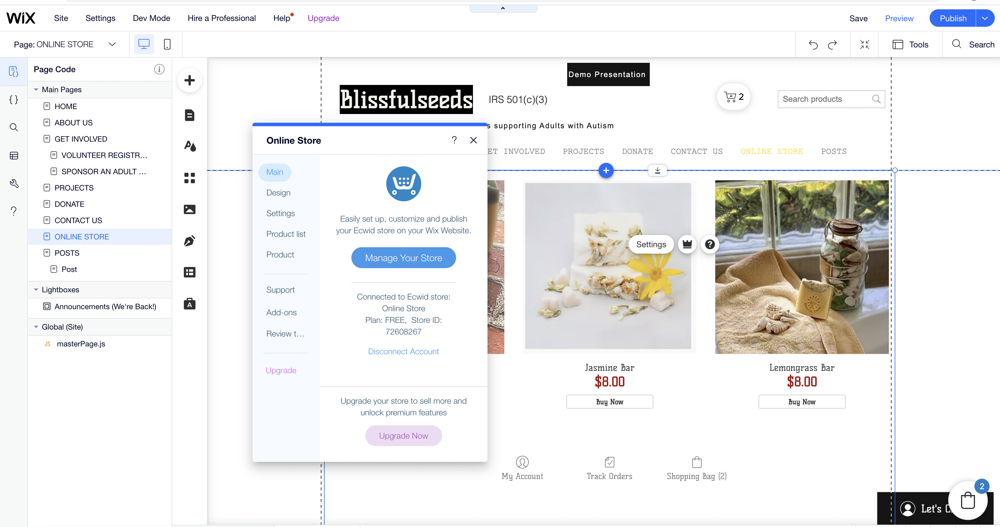 WiX Site Settings Dev Mode Hire a Professional Help Upgrade Save Preview Publish
Page: ONLINE STORE Tools Search
Page Code
Main Pages
HOME
ABOUT US
GET INVOLVED
VOLUNTEER REGISTR...
SPONSOR AN ADULT ...
PROJECTS
DONATE
CONTACT US
ONLINE STORE
POSTS
Post
Lightboxes
Announcements (We're Back!)
Global (Site)
JS masterPage.js
Demo Presentation
Blissfulseeds IRS 501(c)(3) 2 Search products
s supporting Adults with Autism
ET INVOLVED PROJECTS DONATE CONTACT US ONLINE STORE POSTS
Online Store ?
Main
Design
Settings
Product list
Product
Support
Add-ons
Review t...
Upgrade
Easily set up, customize and publish
your Ecwid store on your Wix Website.
Manage Your Store
Connected to Ecwid store:
Online Store
Plan: FREE, Store ID:
72608267
Disconnect Account
Upgrade your store to sell more and
unlock premium features
Upgrade Now
Settings ?
Jasmine Bar
$8.00
Buy Now
Lemongrass Bar
$8.00
Buy Now
My Account Track Orders Shopping Bag (2)
2
Let's